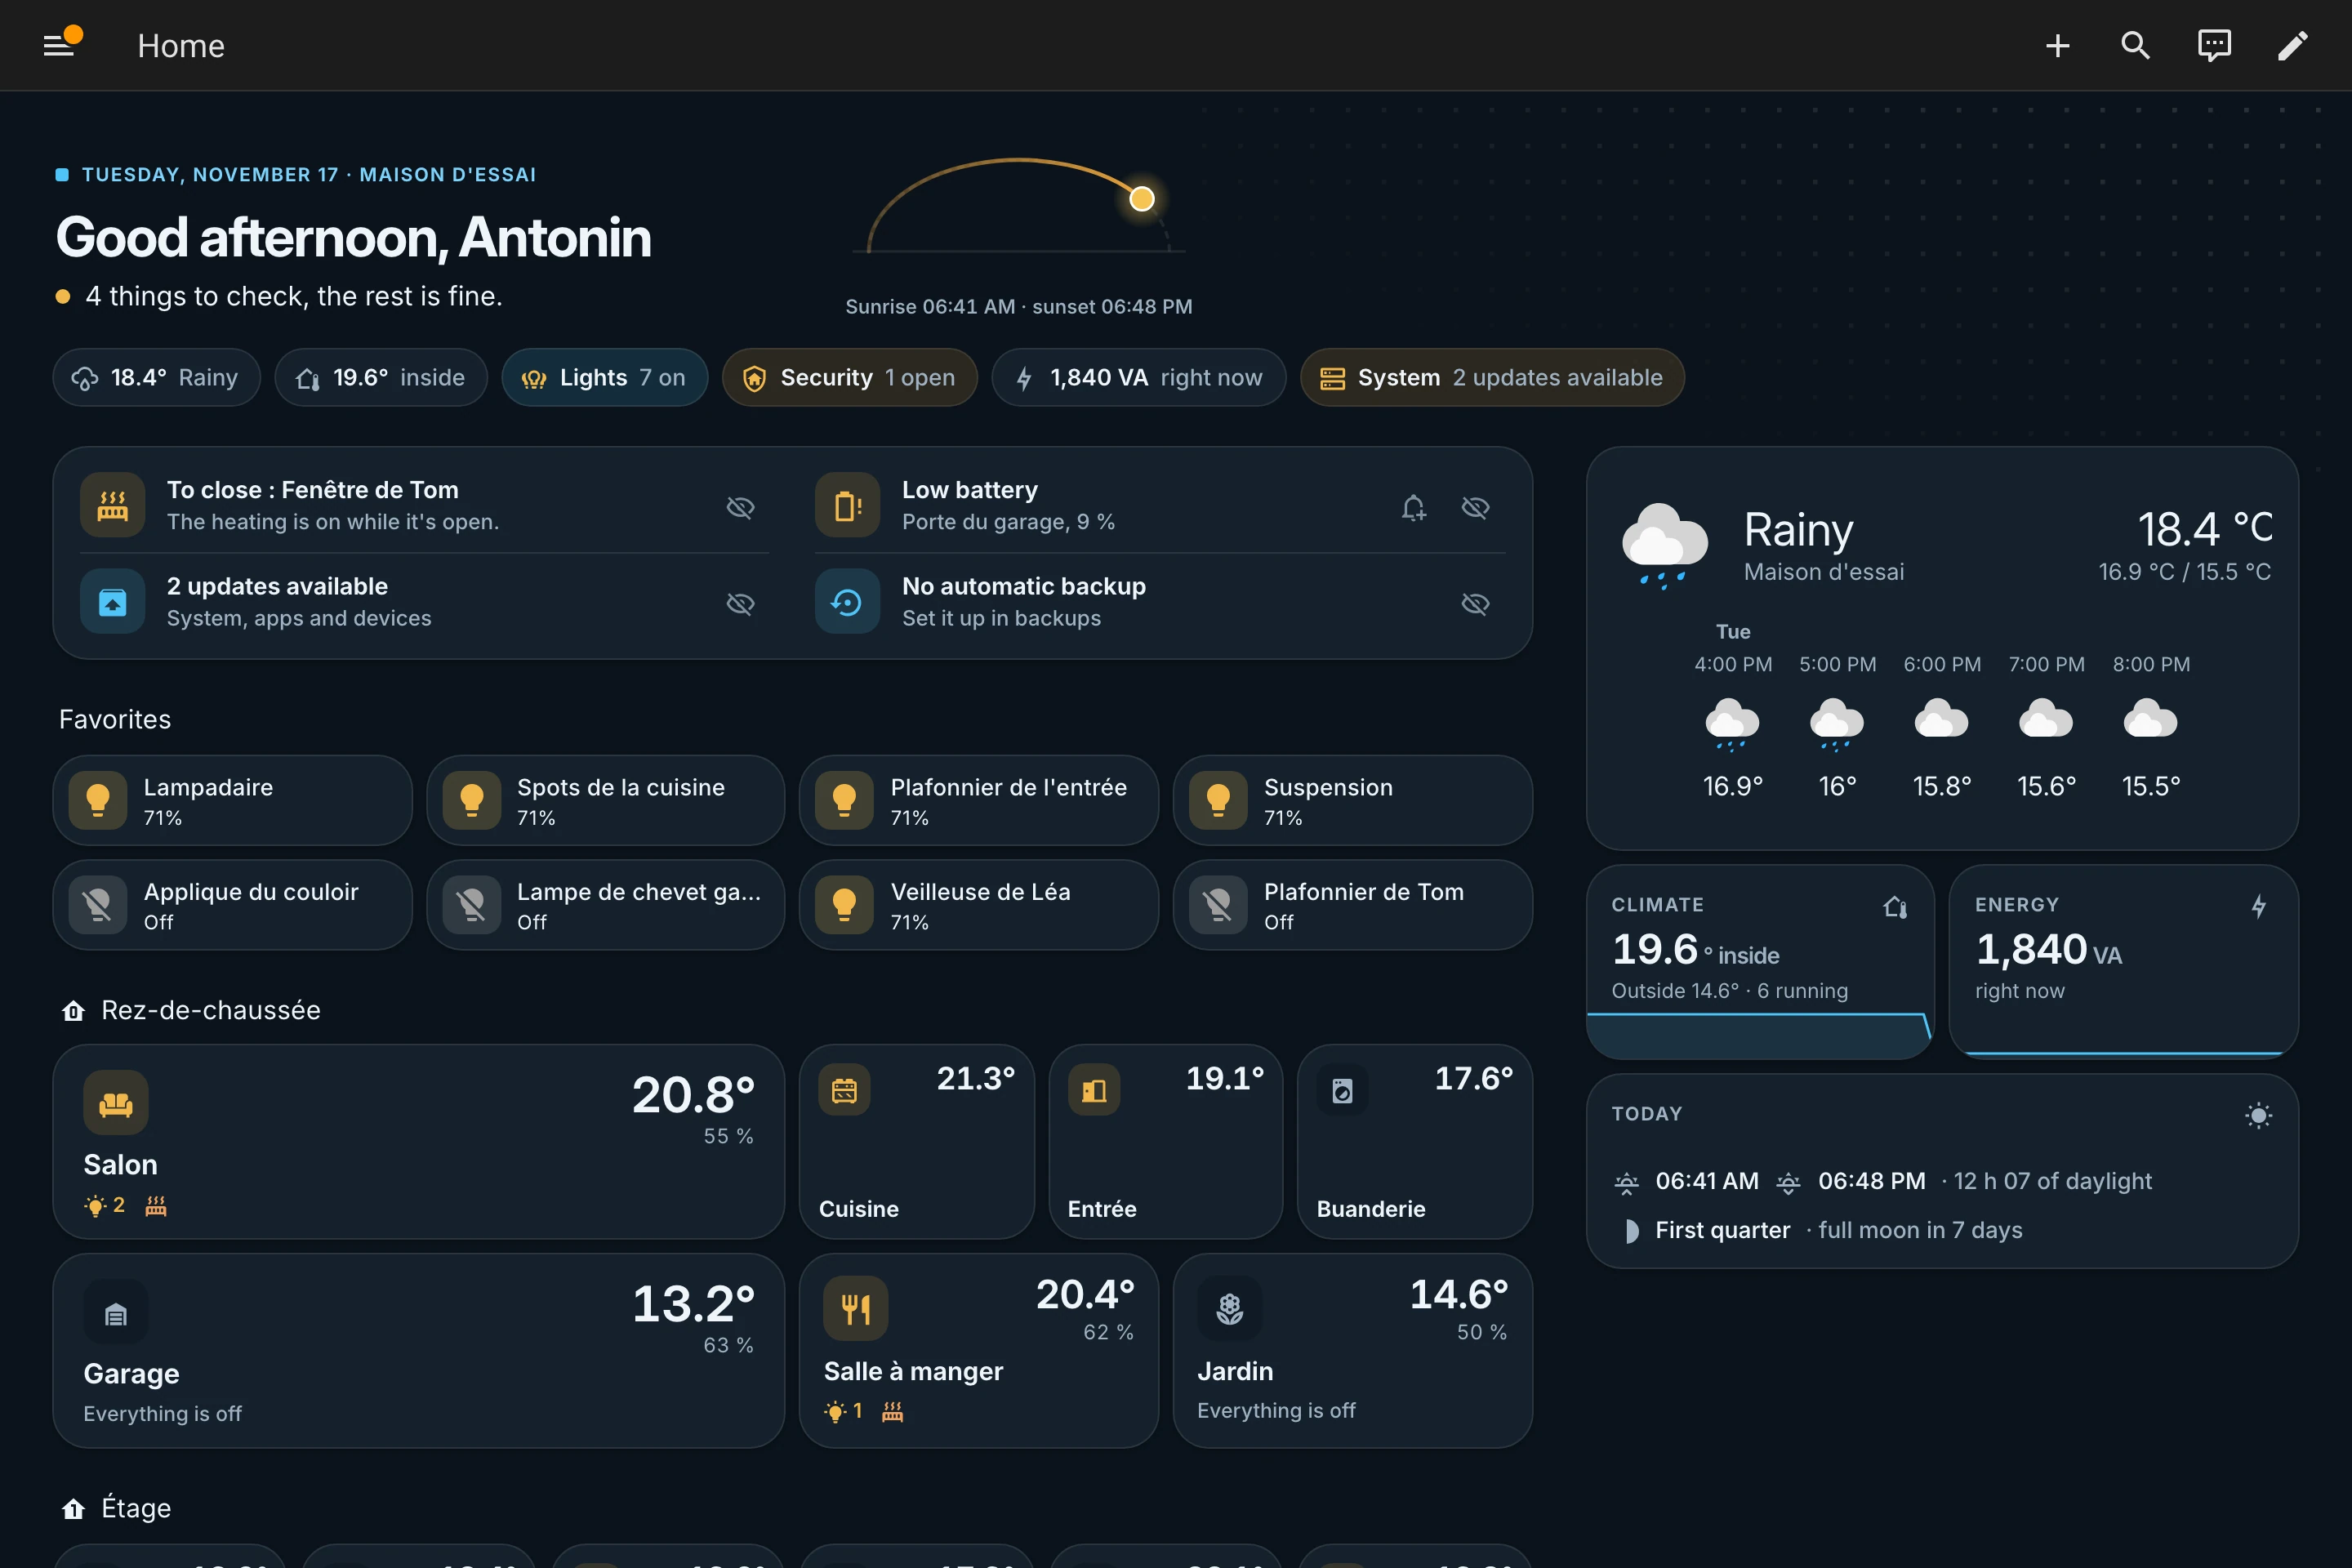 Home
TUESDAY, NOVEMBER 17 · MAISON D'ESSAI
Good afternoon, Antonin
4 things to check, the rest is fine.
Sunrise 06:41 AM · sunset 06:48 PM
18.4° Rainy
19.6° inside
Lights 7 on
Security 1 open
1,840 VA right now
System 2 updates available
To close : Fenêtre de Tom
The heating is on while it's open.
Low battery
Porte du garage, 9 %
2 updates available
System, apps and devices
No automatic backup
Set it up in backups
Favorites
Lampadaire
71%
Spots de la cuisine
71%
Plafonnier de l'entrée
71%
Suspension
71%
Applique du couloir
Off
Lampe de chevet ga...
Off
Veilleuse de Léa
71%
Plafonnier de Tom
Off
Rez-de-chaussée
20.8°
55 %
Salon
2
21.3°
Cuisine
19.1°
Entrée
17.6°
Buanderie
13.2°
63 %
Garage
Everything is off
20.4°
62 %
Salle à manger
1
14.6°
50 %
Jardin
Everything is off
Étage
Rainy
Maison d'essai
18.4 °C
16.9 °C / 15.5 °C
Tue
4:00 PM 5:00 PM 6:00 PM 7:00 PM 8:00 PM
16.9° 16° 15.8° 15.6° 15.5°
CLIMATE
19.6 ° inside
Outside 14.6° · 6 running
ENERGY
1,840 VA
right now
TODAY
06:41 AM 06:48 PM · 12 h 07 of daylight
First quarter · full moon in 7 days